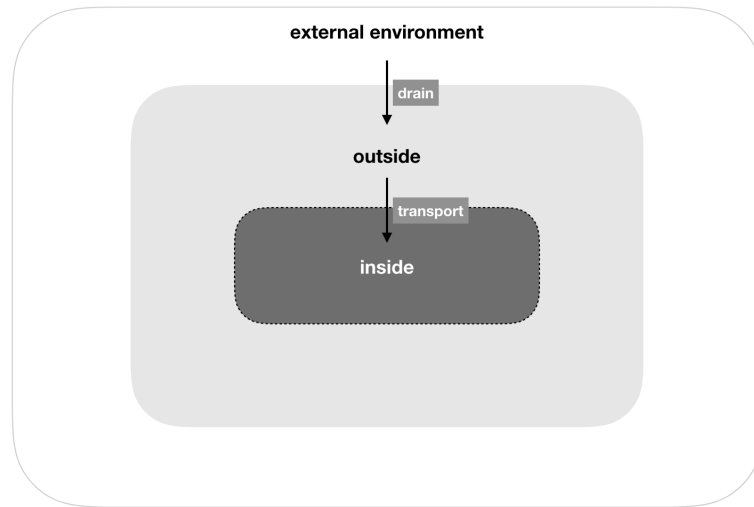 external environment
drain
outside
transport
inside